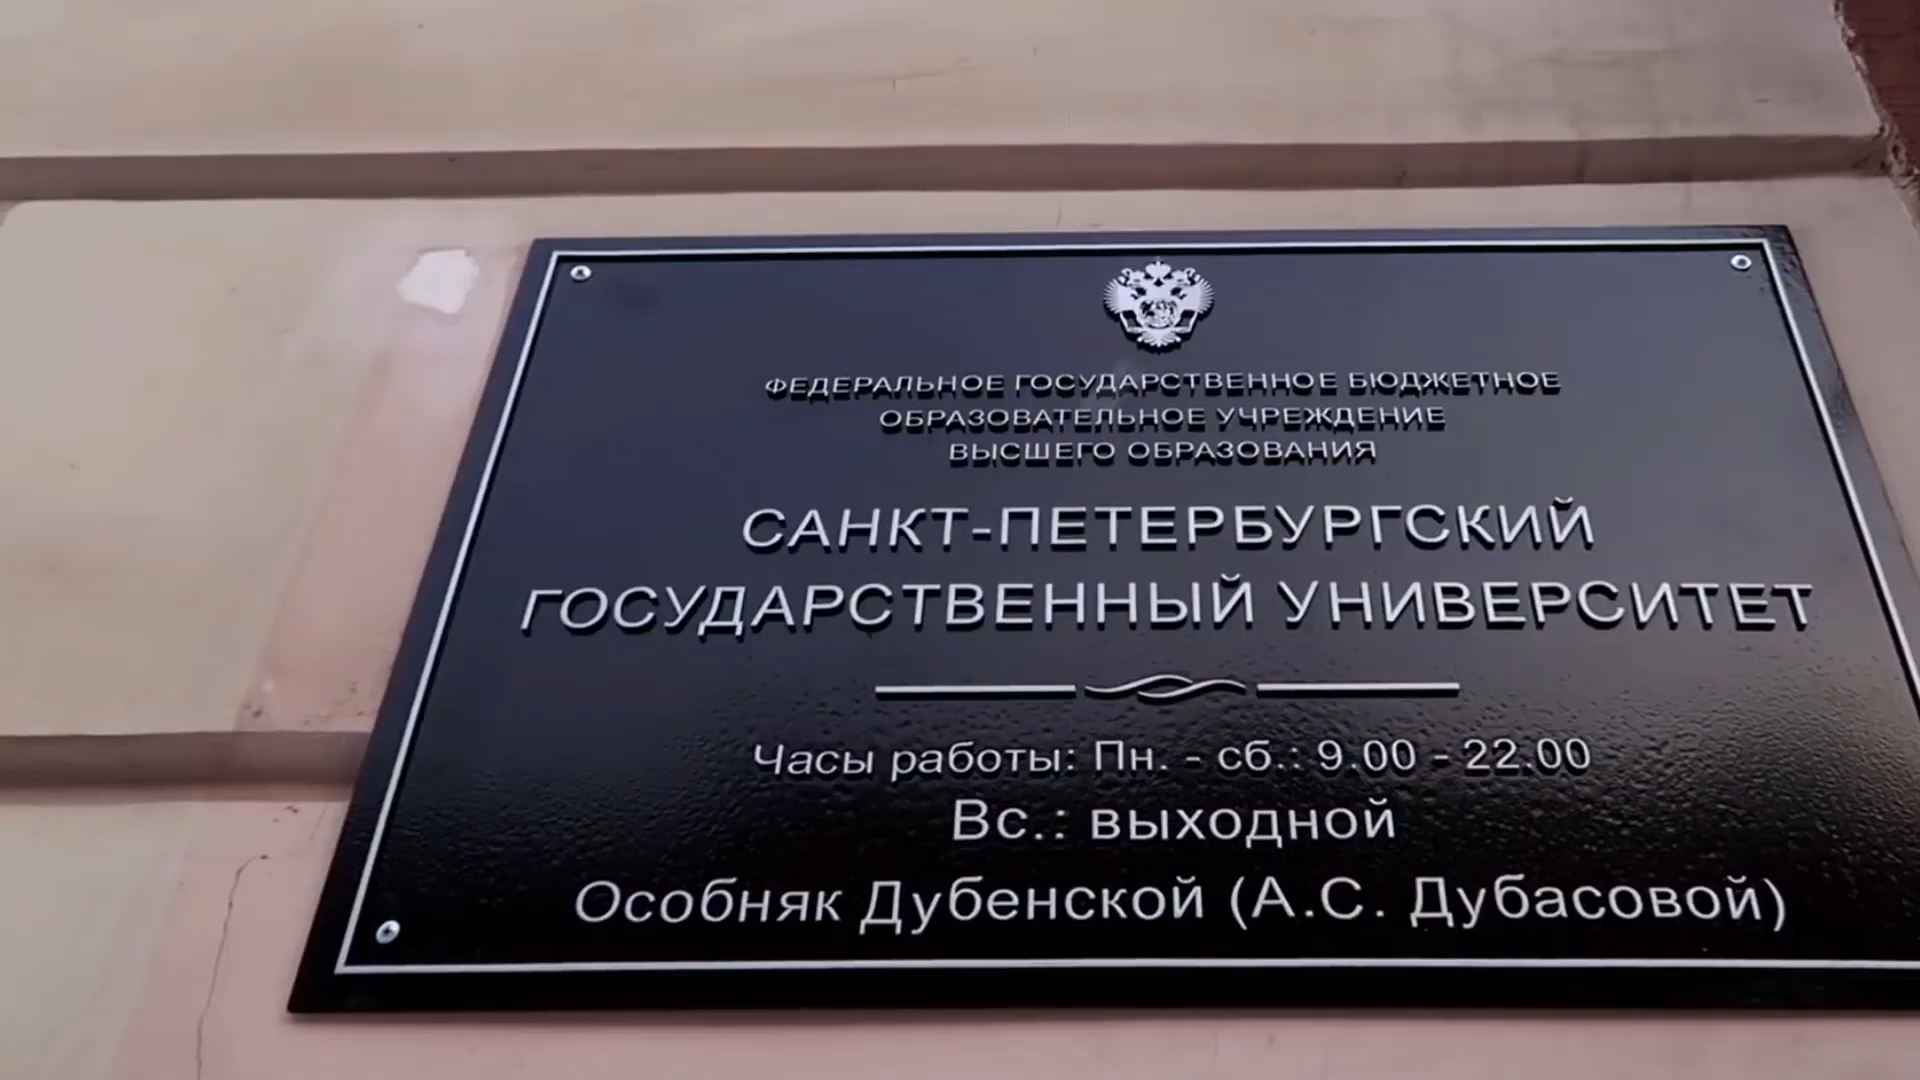 ФЕДЕРАЛЬНОЕ ГОСУДАРСТВЕННОЕ БЮДЖЕТНОЕ
ОБРАЗОВАТЕЛЬНОЕ УЧРЕЖДЕНИЕ
ВЫСШЕГО ОБРАЗОВАНИЯ
САНКТ-ПЕТЕРБУРГСКИЙ
ГОСУДАРСТВЕННЫЙ УНИВЕРСИТЕТ
Часы работы: Пн. - сб.: 9.00 - 22.00
Вс.: выходной
Особняк Дубенской (А.С. Дубасовой)